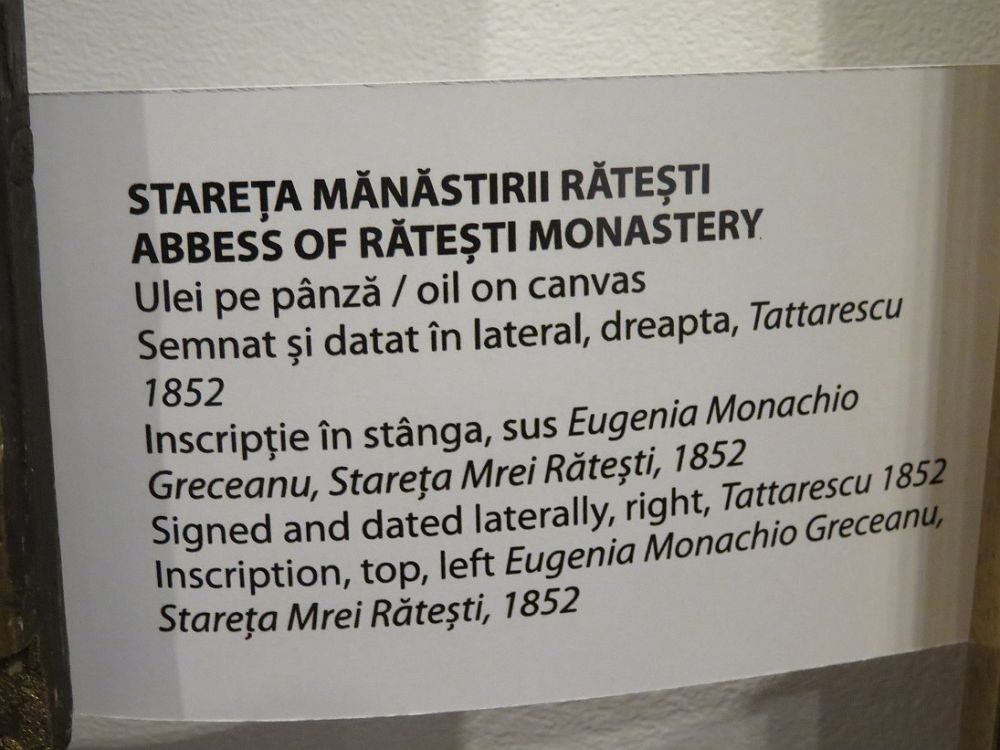 STAREȚA MĂNĂSTIRII RĂTEȘTI
ABBESS OF RĂTEȘTI MONASTERY
Ulei pe pânză / oil on canvas
Semnat și datat în lateral, dreapta, Tattarescu
1852
Inscripție în stânga, sus Eugenia Monachio
Greceanu, Stareța Mrei Rătești, 1852
Signed and dated laterally, right, Tattarescu 1852
Inscription, top, left Eugenia Monachio Greceanu,
Stareța Mrei Rătești, 1852